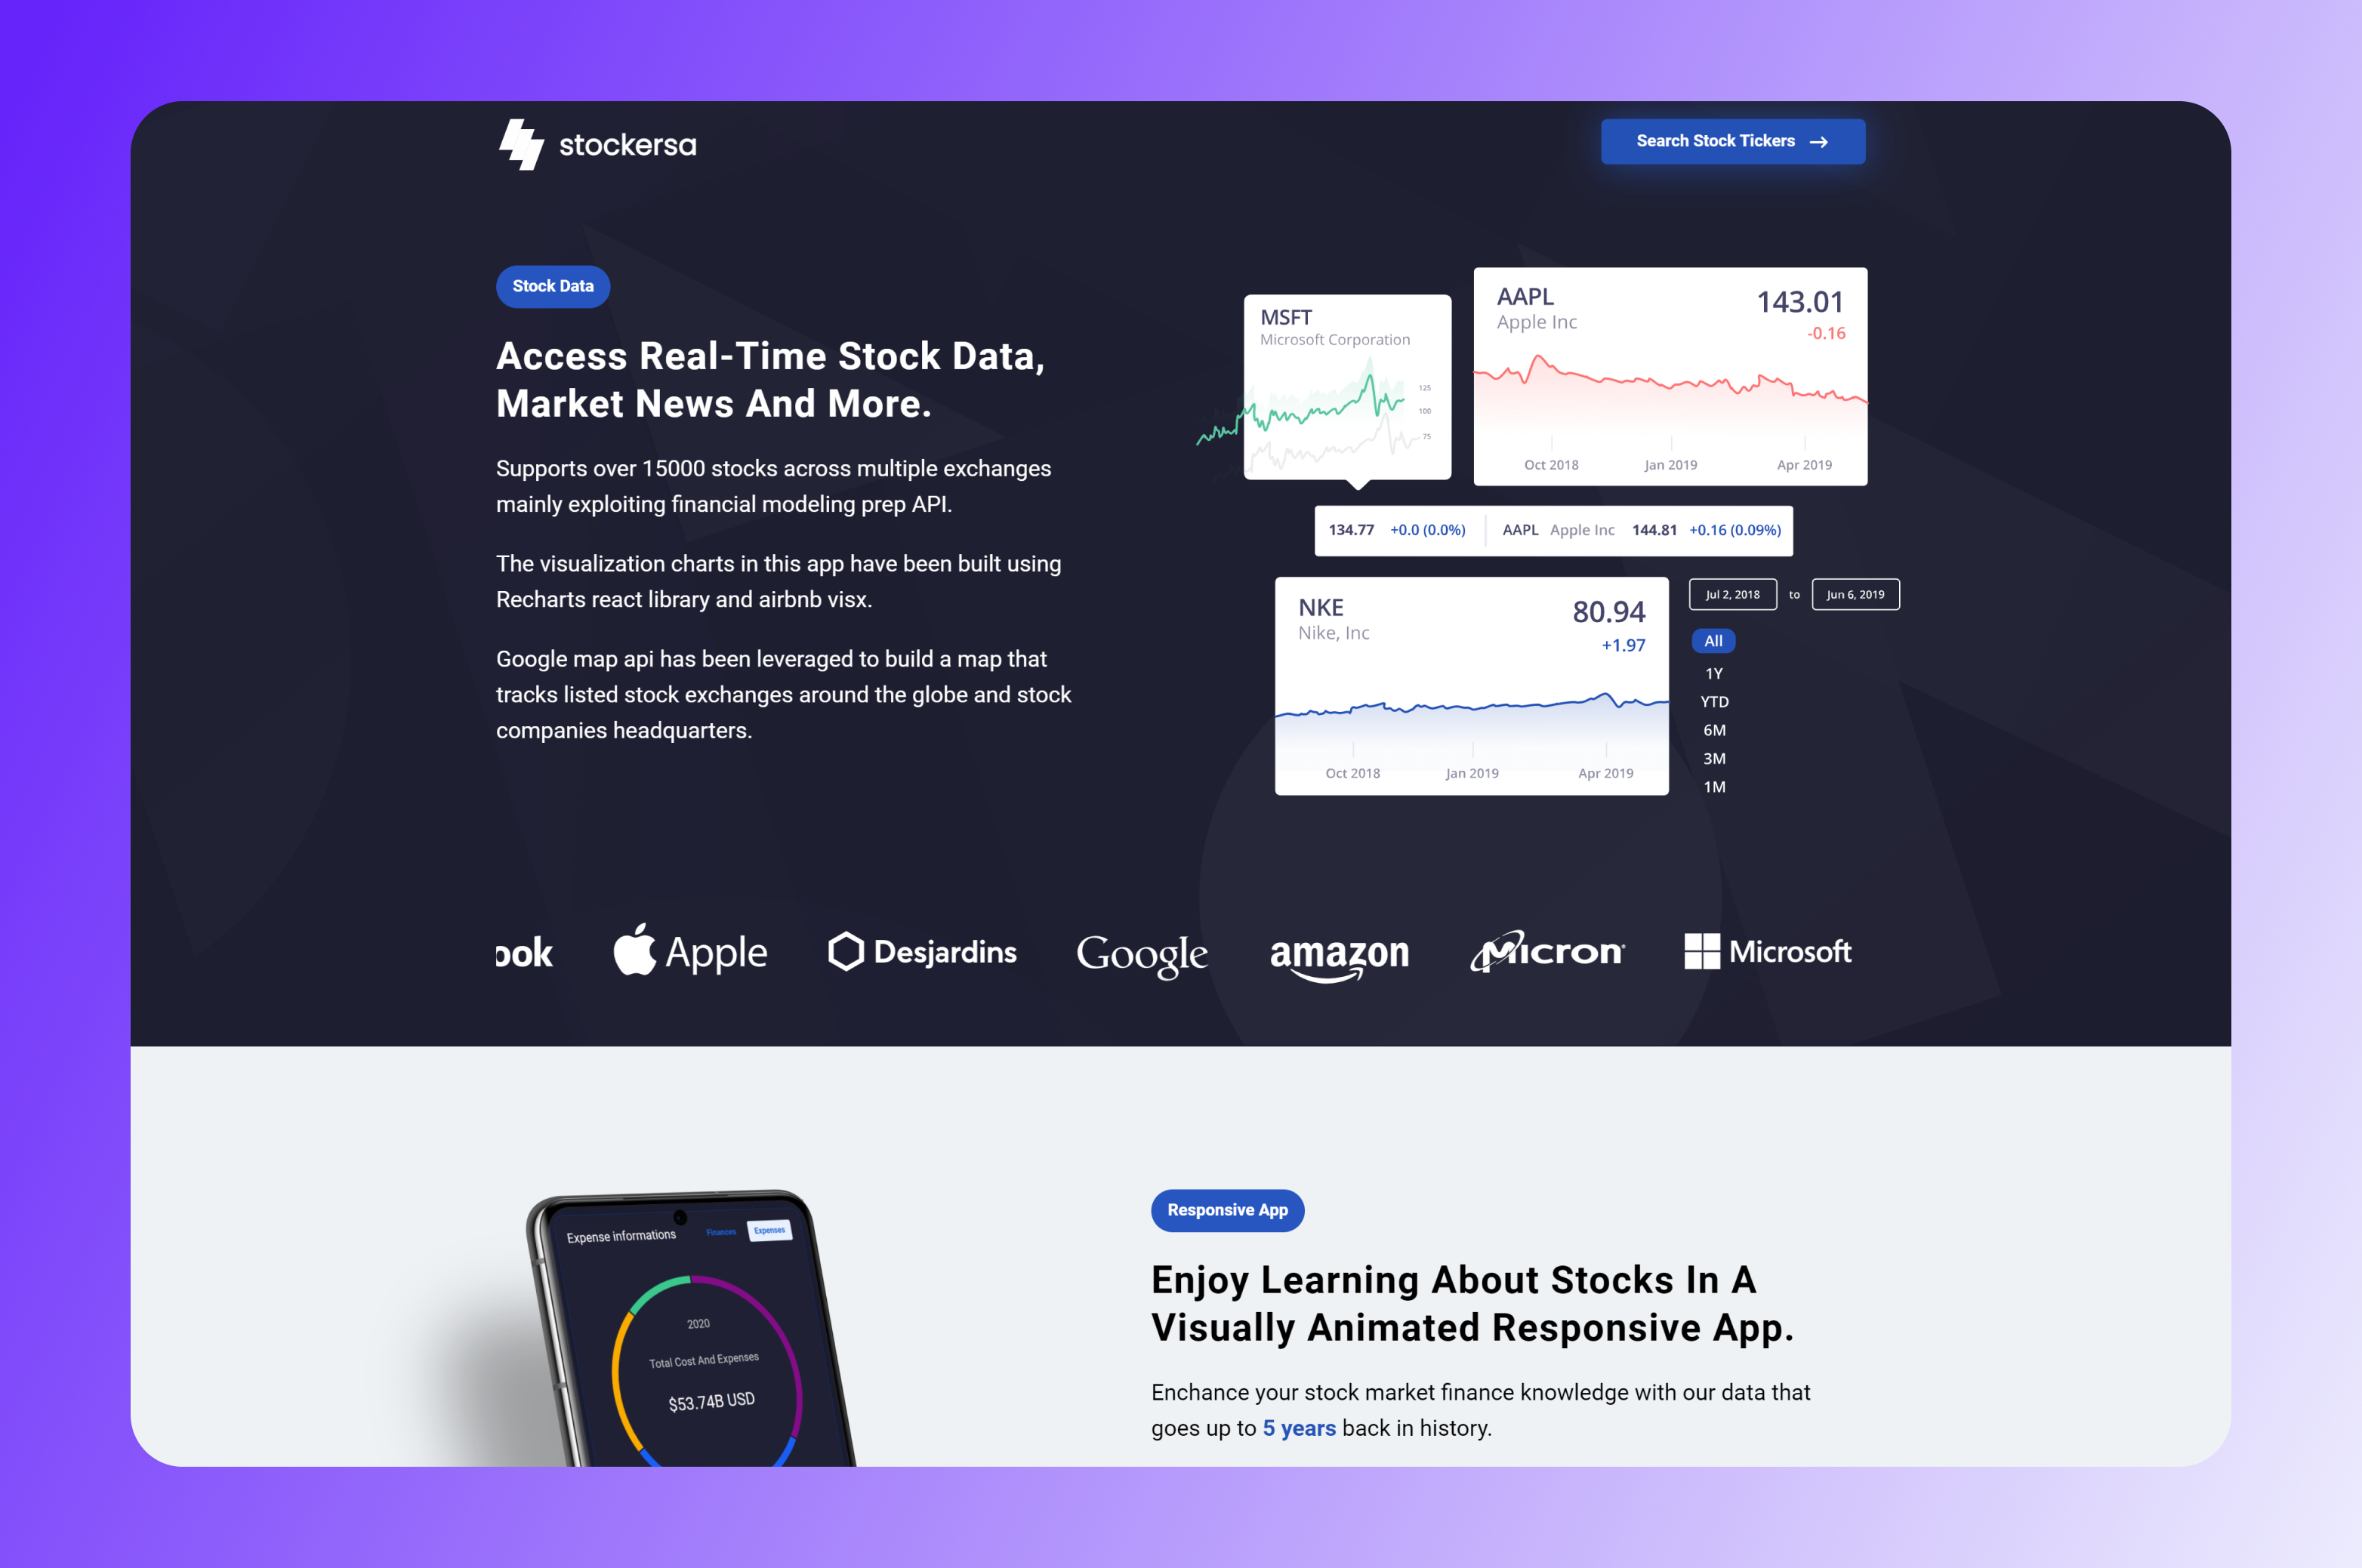 stockersa
Search Stock Tickers
Stock Data
Access Real-Time Stock Data,
Market News And More.
Supports over 15000 stocks across multiple exchanges
mainly exploiting financial modeling prep API.
The visualization charts in this app have been built using
Recharts react library and airbnb visx.
Google map api has been leveraged to build a map that
tracks listed stock exchanges around the globe and stock
companies headquarters.
MSFT
Microsoft Corporation
125
100
75
AAPL
143.01
Apple Inc
-0.16
Oct 2018 Jan 2019 Apr 2019
134.77 +0.0 (0.0%) AAPL Apple Inc 144.81 +0.16 (0.09%)
NKE
80.94
Nike, Inc
+1.97
Oct 2018 Jan 2019 Apr 2019
Jul 2, 2018 to Jun 6, 2019
All
1Y
YTD
6M
3M
1M
ook Apple Desjardins Google amazon Micron Microsoft
Expense informations Finances Expenses
2020
Total Cost And Expenses
$53.74B USD
Responsive App
Enjoy Learning About Stocks In A
Visually Animated Responsive App.
Enchance your stock market finance knowledge with our data that
goes up to 5 years back in history.